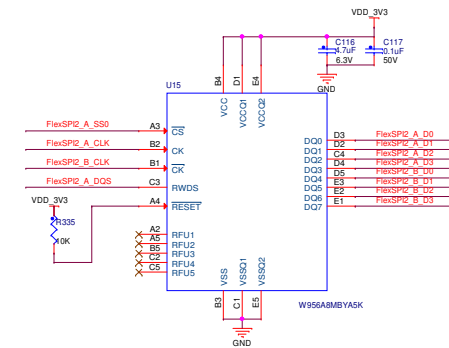 VDD_3V3
C116
4.7uF
6.3V
C117
0.1uF
50V
GND
U15
B4
D1
E4
VCC
VCCQ1
VCCQ2
FlexSPI2_A_SS0
A3
CS
FlexSPI2_A_CLK
B2
CK
FlexSPI2_B_CLK
B1
CK
FlexSPI2_A_DQS
C3
RWDS
VDD_3V3
A4
RESET
R335
10K
A2
RFU1
A5
RFU2
B5
RFU3
C2
RFU4
C5
RFU5
DQ0
D3
FlexSPI2_A_D0
DQ1
D2
FlexSPI2_A_D1
DQ2
C4
FlexSPI2_A_D2
DQ3
D4
FlexSPI2_A_D3
DQ4
D5
FlexSPI2_B_D0
DQ5
E3
FlexSPI2_B_D1
DQ6
E2
FlexSPI2_B_D2
DQ7
E1
FlexSPI2_B_D3
VSS
VSSQ1
VSSQ2
B3
C1
E5
W956A8MBYA5K
GND